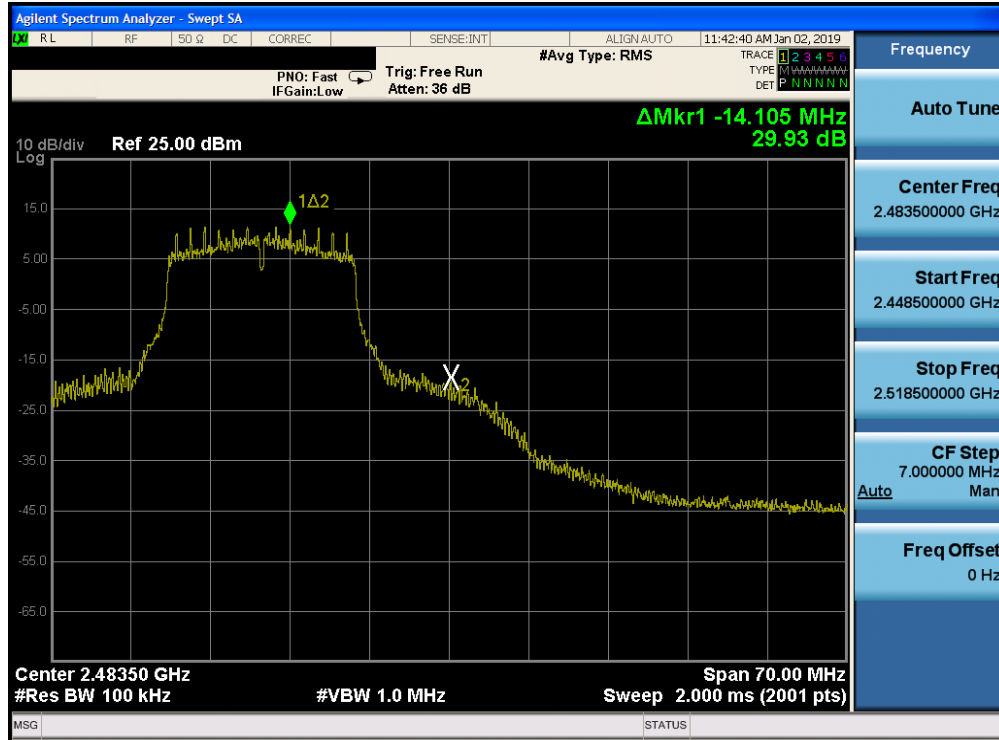 Agilent Spectrum Analyzer - Swept SA
LXI RL RF 50 Ω DC CORREC SENSE:INT ALIGN AUTO 11:42:40 AM Jan 02, 2019
Frequency
#Avg Type: RMS
TRACE 1 2 3 4 5 6
PNO: Fast Trig: Free Run
TYPE M
IFGain:Low Atten: 36 dB
DET P N N N N N
Auto Tune
ΔMkr1 -14.105 MHz
29.93 dB
10 dB/div Ref 25.00 dBm
Log
Center Freq
2.483500000 GHz
1Δ2
15.0
5.00
Start Freq
2.448500000 GHz
-5.00
-15.0
Stop Freq
2.518500000 GHz
X2
-25.0
-35.0
CF Step
7.000000 MHz
Auto Man
-45.0
Freq Offset
0 Hz
-55.0
-65.0
Center 2.48350 GHz Span 70.00 MHz
#Res BW 100 kHz #VBW 1.0 MHz Sweep 2.000 ms (2001 pts)
MSG STATUS